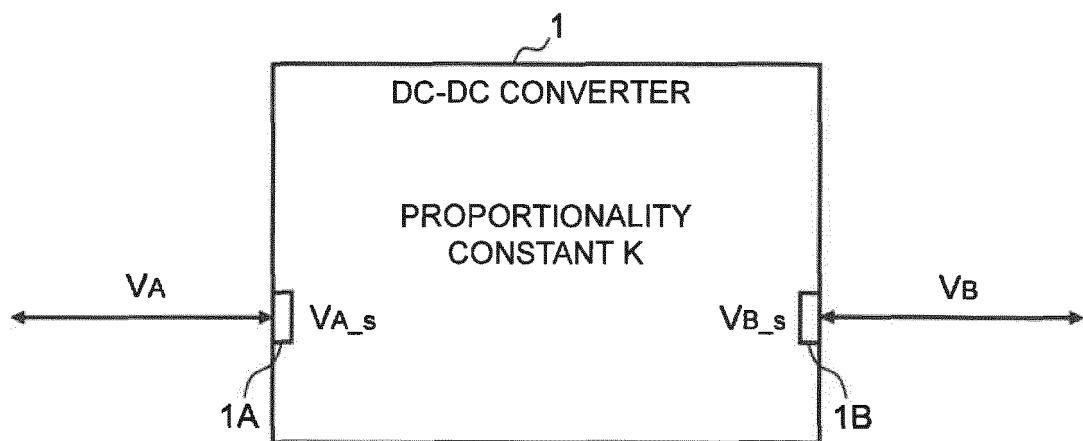 1
DC-DC CONVERTER
PROPORTIONALITY
CONSTANT K
VA
VA_s
VB_s
VB
1A
1B